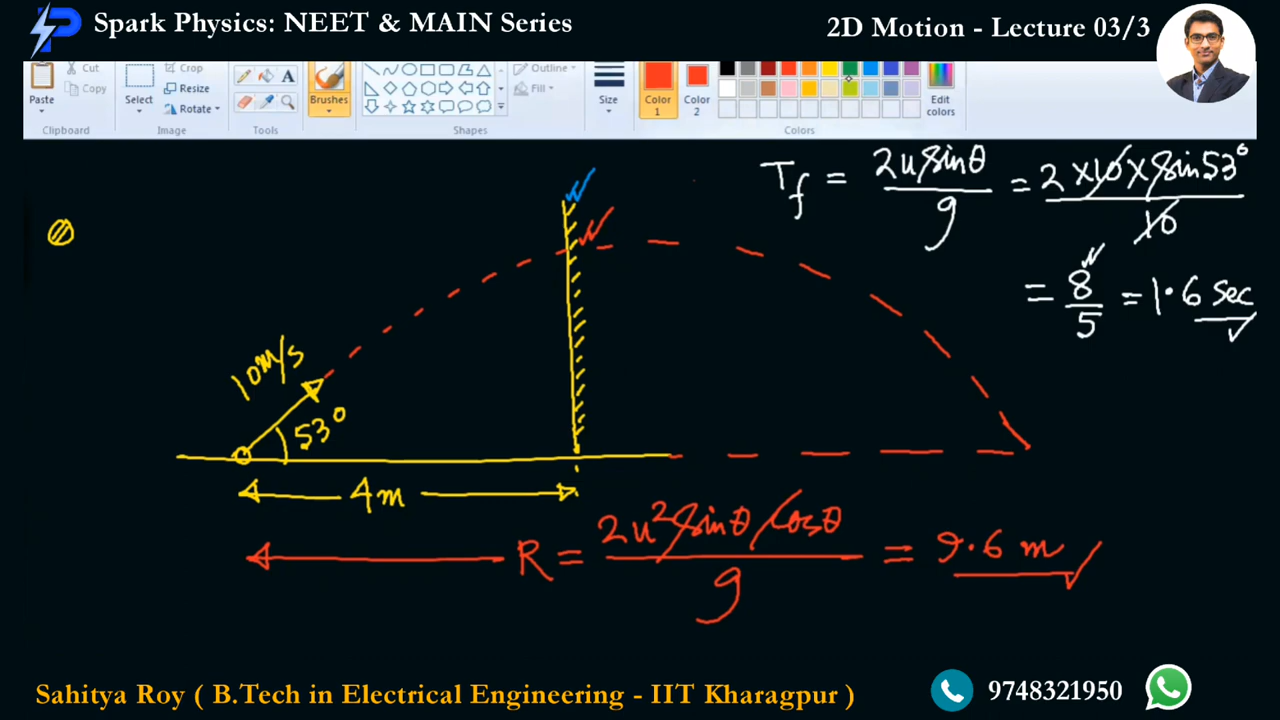 Spark Physics: NEET & MAIN Series
2D Motion - Lecture 03/3
Paste
Cut
Copy
Clipboard
Select
Crop
Resize
Rotate
Image
A
Tools
Brushes
Shapes
Outline
Fill
Size
Color 1
Color 2
Colors
Edit colors
T_f = 2u sinθ / g = 2 × 10 × sin 53° / 10
= 8/5 = 1.6 Sec
10 m/s
53°
4m
R = 2u² sinθ cosθ / g = 9.6 m
Sahitya Roy ( B.Tech in Electrical Engineering - IIT Kharagpur )
9748321950